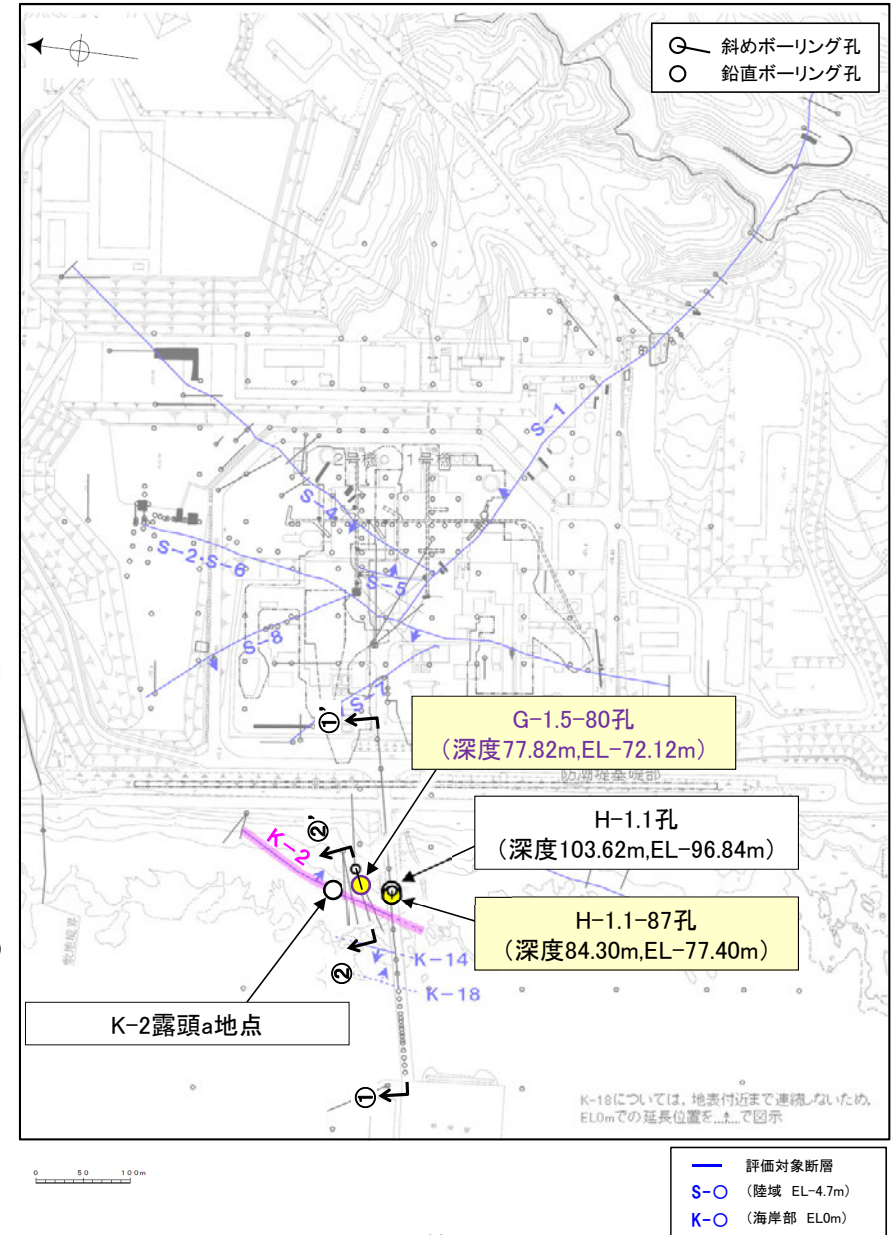 斜めボーリング孔
鉛直ボーリング孔
S-1
2号機
1号機
S-4
S-2・S-6
S-5
S-8
S-7
①'
G-1.5-80孔
(深度77.82m,EL-72.12m)
防潮堤基礎部
②'
K-2
H-1.1孔
(深度103.62m,EL-96.84m)
H-1.1-87孔
(深度84.30m,EL-77.40m)
敷地境界
K-14
②
K-18
K-2露頭a地点
①
K-18については、地表付近まで連続しないため、
EL0mでの延長位置を
で図示
0 50 100m
評価対象断層
S-○ (陸域 EL-4.7m)
K-○ (海岸部 EL0m)